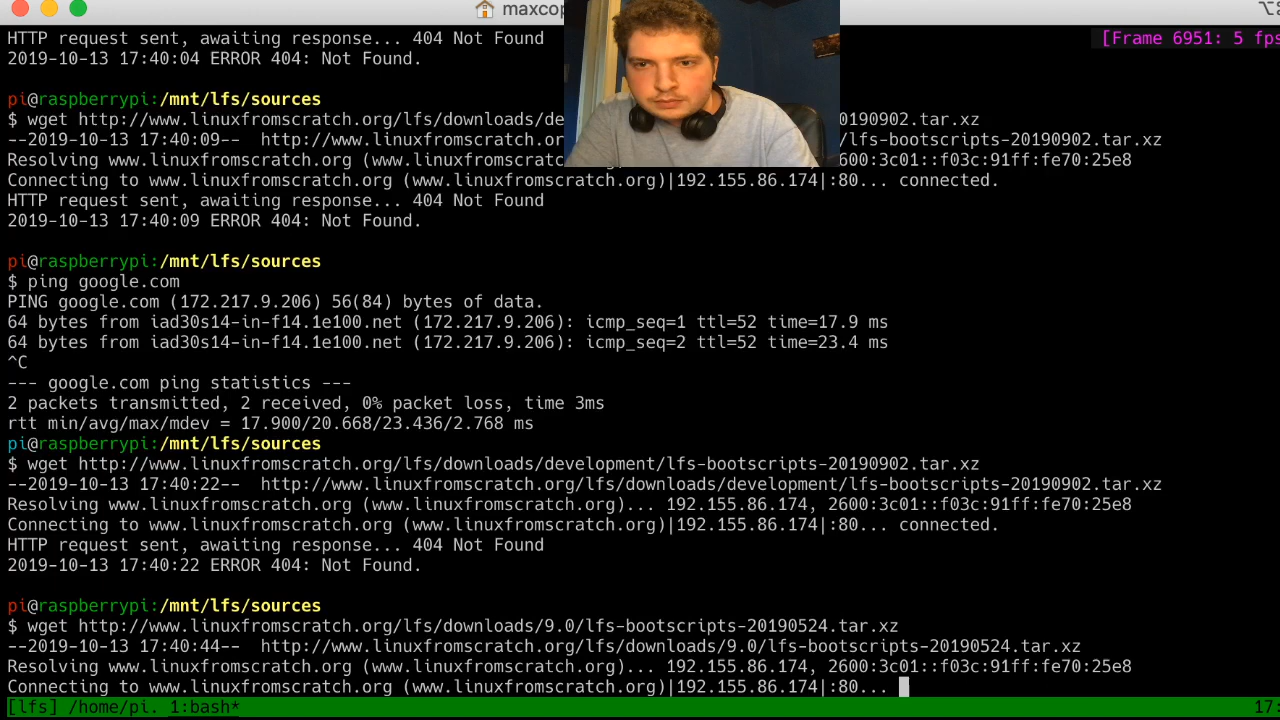 maxcop
HTTP request sent, awaiting response... 404 Not Found
[Frame 6951: 5 fps
2019-10-13 17:40:04 ERROR 404: Not Found.
pi@raspberrypi:/mnt/lfs/sources
$ wget http://www.linuxfromscratch.org/lfs/downloads/de 0190902.tar.xz
--2019-10-13 17:40:09-- http://www.linuxfromscratch.org/ /lfs-bootscripts-20190902.tar.xz
Resolving www.linuxfromscratch.org (www.linuxfromscratc 600:3c01::f03c:91ff:fe70:25e8
Connecting to www.linuxfromscratch.org (www.linuxfromscratch.org)|192.155.86.174|:80... connected.
HTTP request sent, awaiting response... 404 Not Found
2019-10-13 17:40:09 ERROR 404: Not Found.
pi@raspberrypi:/mnt/lfs/sources
$ ping google.com
PING google.com (172.217.9.206) 56(84) bytes of data.
64 bytes from iad30s14-in-f14.1e100.net (172.217.9.206): icmp_seq=1 ttl=52 time=17.9 ms
64 bytes from iad30s14-in-f14.1e100.net (172.217.9.206): icmp_seq=2 ttl=52 time=23.4 ms
^C
--- google.com ping statistics ---
2 packets transmitted, 2 received, 0% packet loss, time 3ms
rtt min/avg/max/mdev = 17.900/20.668/23.436/2.768 ms
pi@raspberrypi:/mnt/lfs/sources
$ wget http://www.linuxfromscratch.org/lfs/downloads/development/lfs-bootscripts-20190902.tar.xz
--2019-10-13 17:40:22-- http://www.linuxfromscratch.org/lfs/downloads/development/lfs-bootscripts-20190902.tar.xz
Resolving www.linuxfromscratch.org (www.linuxfromscratch.org)... 192.155.86.174, 2600:3c01::f03c:91ff:fe70:25e8
Connecting to www.linuxfromscratch.org (www.linuxfromscratch.org)|192.155.86.174|:80... connected.
HTTP request sent, awaiting response... 404 Not Found
2019-10-13 17:40:22 ERROR 404: Not Found.
pi@raspberrypi:/mnt/lfs/sources
$ wget http://www.linuxfromscratch.org/lfs/downloads/9.0/lfs-bootscripts-20190524.tar.xz
--2019-10-13 17:40:44-- http://www.linuxfromscratch.org/lfs/downloads/9.0/lfs-bootscripts-20190524.tar.xz
Resolving www.linuxfromscratch.org (www.linuxfromscratch.org)... 192.155.86.174, 2600:3c01::f03c:91ff:fe70:25e8
Connecting to www.linuxfromscratch.org (www.linuxfromscratch.org)|192.155.86.174|:80...
[lfs] /home/pi. 1:bash* 17: